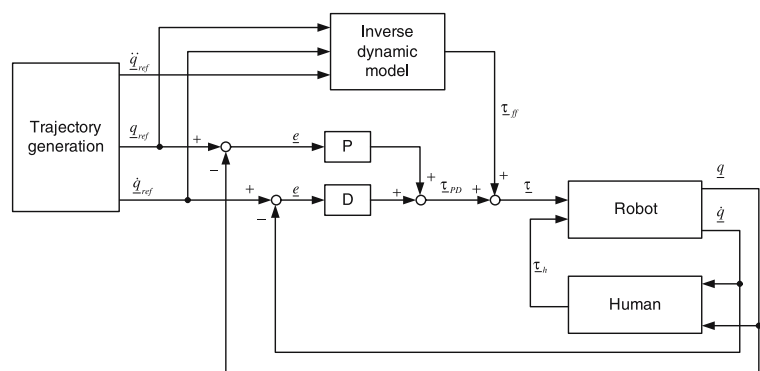 Inverse
dynamic
model
q̈ref
Trajectory
generation
qref
q̇ref
+
−
e
P
τff
+
+
−
e
D
+
+
τPD
+
+
τ
Robot
q
q̇
τh
Human